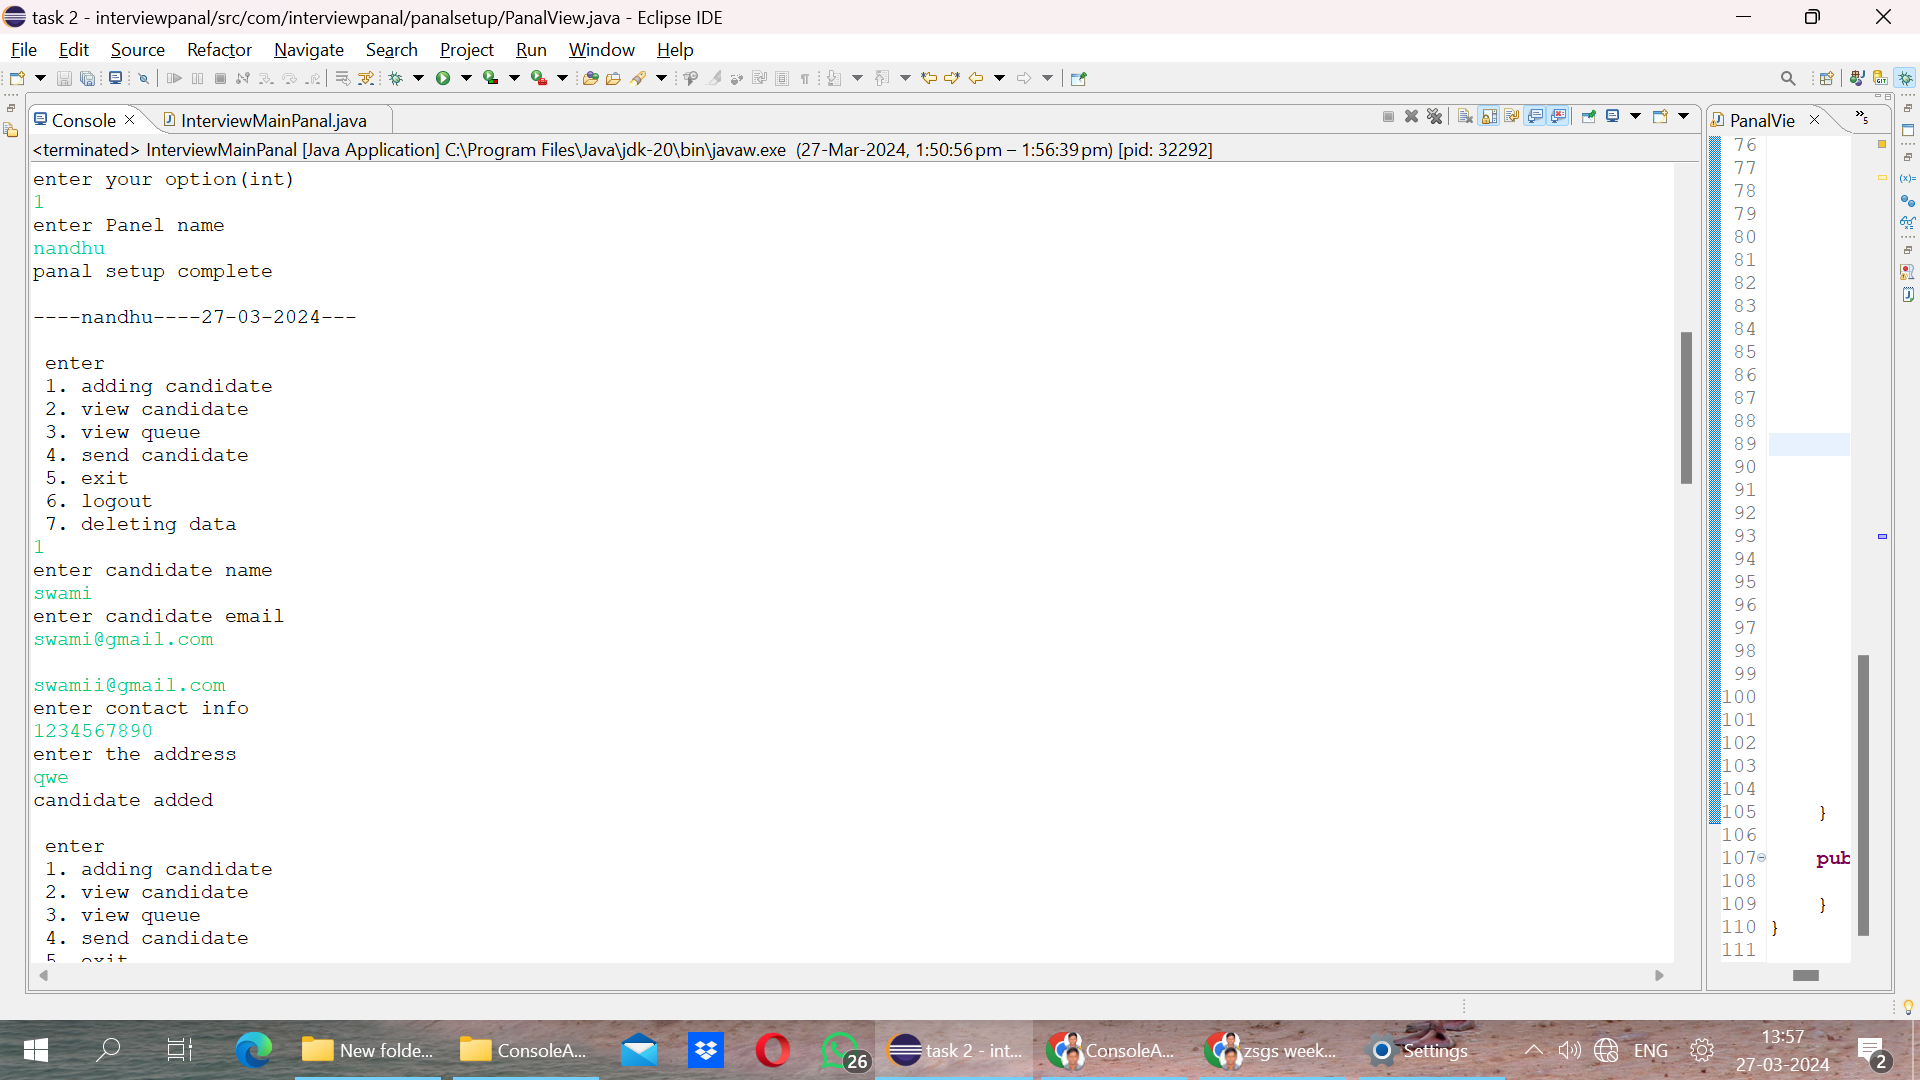 task 2 - interviewpanal/src/com/interviewpanal/panalsetup/PanalView.java - Eclipse IDE
File Edit Source Refactor Navigate Search Project Run Window Help
Console InterviewMainPanal.java
PanalVie
5
<terminated> InterviewMainPanal [Java Application] C:\Program Files\Java\jdk-20\bin\javaw.exe (27-Mar-2024, 1:50:56 pm – 1:56:39 pm) [pid: 32292]
enter your option(int)
1
enter Panel name
nandhu
panal setup complete
----nandhu----27-03-2024---
enter
1. adding candidate
2. view candidate
3. view queue
4. send candidate
5. exit
6. logout
7. deleting data
1
enter candidate name
swami
enter candidate email
swami@gmail.com
swamii@gmail.com
enter contact info
1234567890
enter the address
qwe
candidate added
enter
1. adding candidate
2. view candidate
3. view queue
4. send candidate
5. exit
76
77
78
79
80
81
82
83
84
85
86
87
88
89
90
91
92
93
94
95
96
97
98
99
100
101
102
103
104
105 }
106
107 pub
108
109 }
110 }
111
New folde...
ConsoleA...
26
task 2 - int...
ConsoleA...
zsgs week...
Settings
ENG
13:57
27-03-2024
2